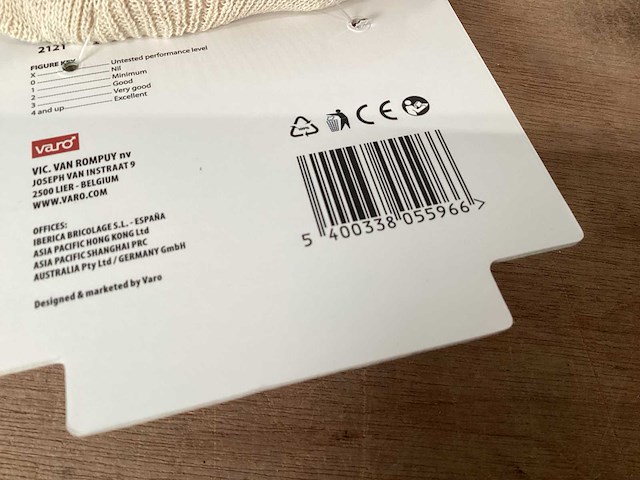 2121
FIGURE KEY
X Untested performance level
0 Nil
1 Minimum
2 Good
3 Very good
4 and up Excellent
varo
VIC. VAN ROMPUY nv
JOSEPH VAN INSTRAAT 9
2500 LIER - BELGIUM
WWW.VARO.COM
OFFICES:
IBERICA BRICOLAGE S.L. - ESPAÑA
ASIA PACIFIC HONG KONG Ltd
ASIA PACIFIC SHANGHAI PRC
AUSTRALIA Pty Ltd / GERMANY GmbH
Designed & marketed by Varo
CE
5 400338 055966 >